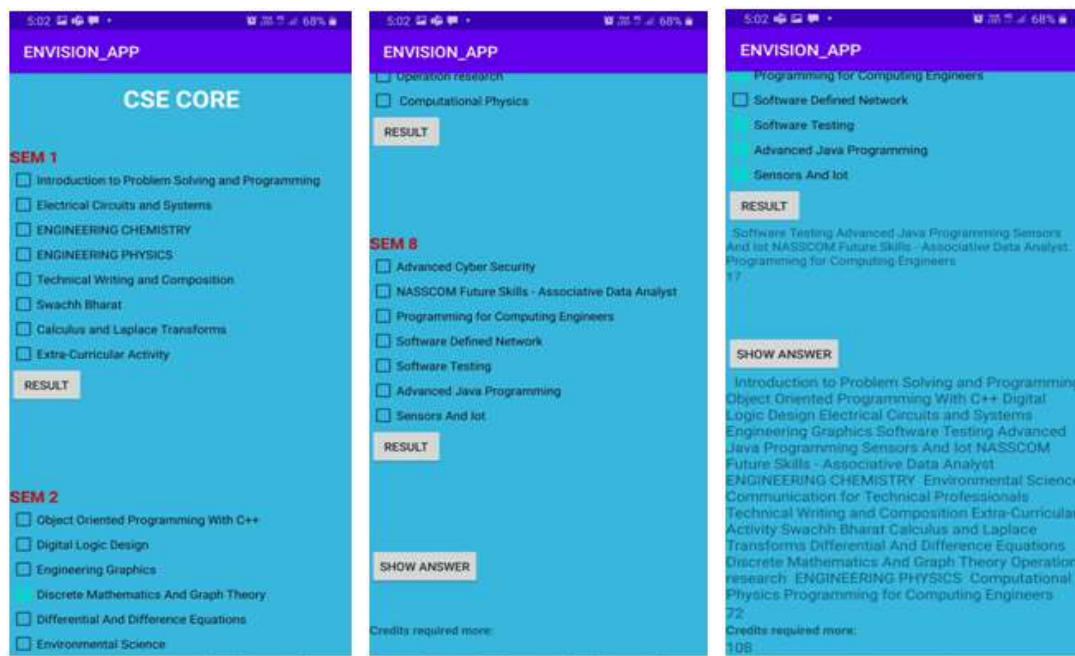 5:02
68%
ENVISION_APP
CSE CORE
SEM 1
Introduction to Problem Solving and Programming
Electrical Circuits and Systems
ENGINEERING CHEMISTRY
ENGINEERING PHYSICS
Technical Writing and Composition
Swachh Bharat
Calculus and Laplace Transforms
Extra-Curricular Activity
RESULT
SEM 2
Object Oriented Programming With C++
Digital Logic Design
Engineering Graphics
Discrete Mathematics And Graph Theory
Differential And Difference Equations
Environmental Science
5:02
68%
ENVISION_APP
Operation research
Computational Physics
RESULT
SEM 8
Advanced Cyber Security
NASSCOM Future Skills - Associative Data Analyst
Programming for Computing Engineers
Software Defined Network
Software Testing
Advanced Java Programming
Sensors And Iot
RESULT
SHOW ANSWER
Credits required more:
5:02
68%
ENVISION_APP
Programming for Computing Engineers
Software Defined Network
Software Testing
Advanced Java Programming
Sensors And Iot
RESULT
Software Testing Advanced Java Programming Sensors
And Iot NASSCOM Future Skills - Associative Data Analyst
Programming for Computing Engineers
17
SHOW ANSWER
Introduction to Problem Solving and Programming
Object Oriented Programming With C++ Digital
Logic Design Electrical Circuits and Systems
Engineering Graphics Software Testing Advanced
Java Programming Sensors And Iot NASSCOM
Future Skills - Associative Data Analyst
ENGINEERING CHEMISTRY Environmental Science
Communication for Technical Professionals
Technical Writing and Composition Extra-Curricular
Activity Swachh Bharat Calculus and Laplace
Transforms Differential And Difference Equations
Discrete Mathematics And Graph Theory Operation
research ENGINEERING PHYSICS Computational
Physics Programming for Computing Engineers
72
Credits required more:
108